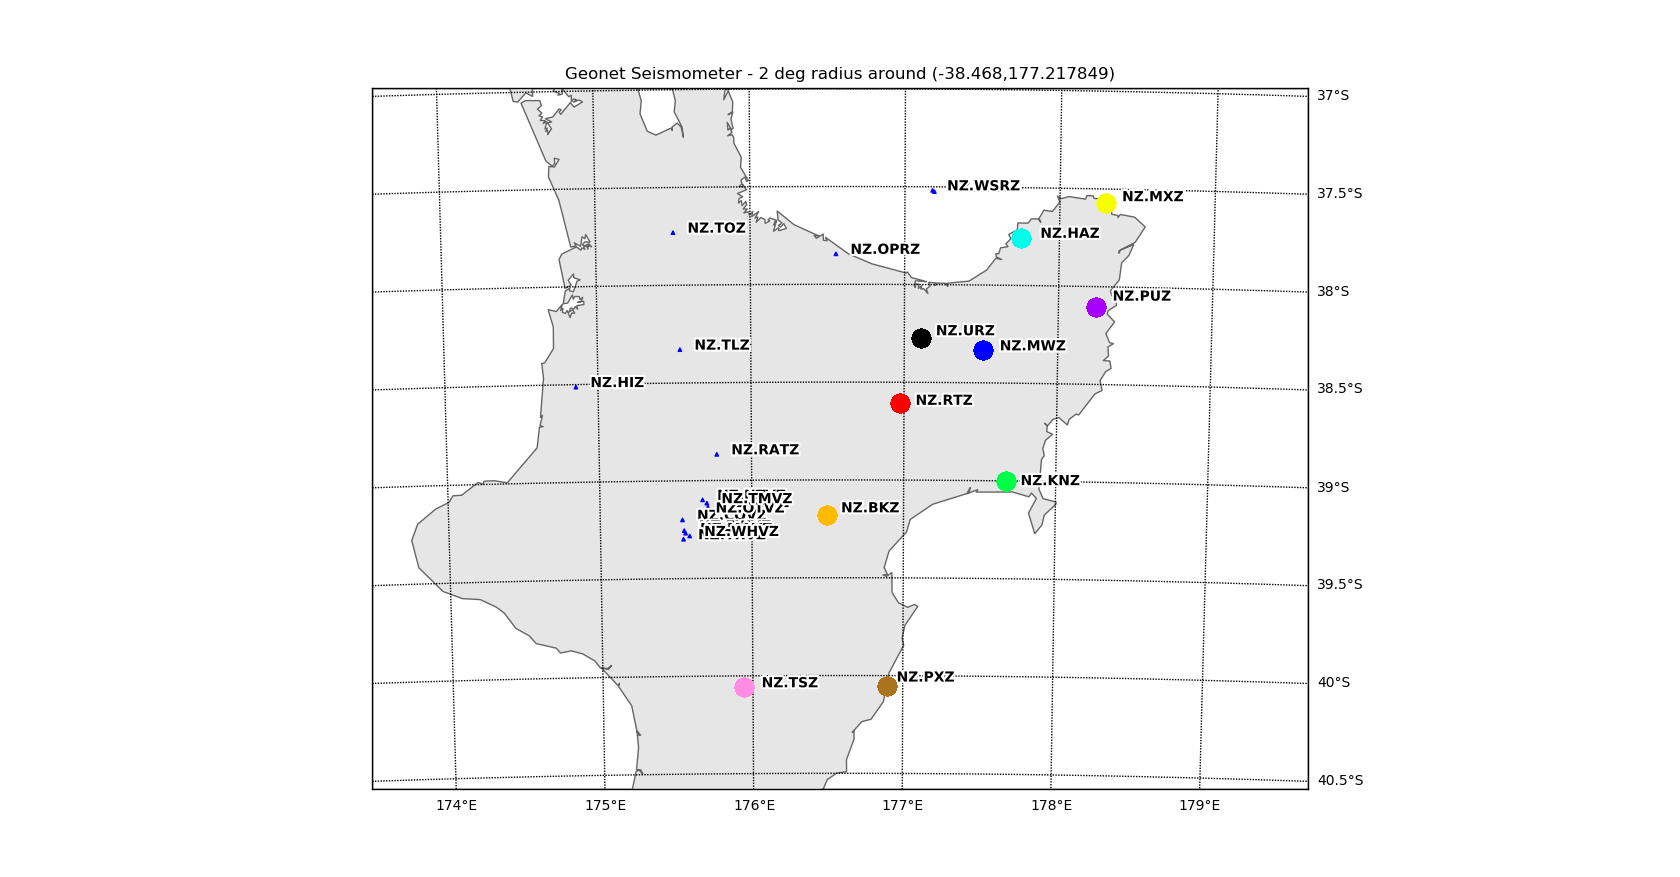 Geonet Seismometer - 2 deg radius around (-38.468,177.217849)
37°S
NZ.WSRZ
37.5°S
NZ.MXZ
NZ.TOZ
NZ.HAZ
NZ.OPRZ
38°S
NZ.PUZ
NZ.URZ
NZ.TLZ
NZ.MWZ
NZ.HIZ
38.5°S
NZ.RTZ
NZ.RATZ
NZ.KNZ
39°S
NZ.TMVZ
NZ.OTVZ
NZ.BKZ
NZ.WHVZ
39.5°S
NZ.TSZ
NZ.PXZ
40°S
40.5°S
174°E 175°E 176°E 177°E 178°E 179°E